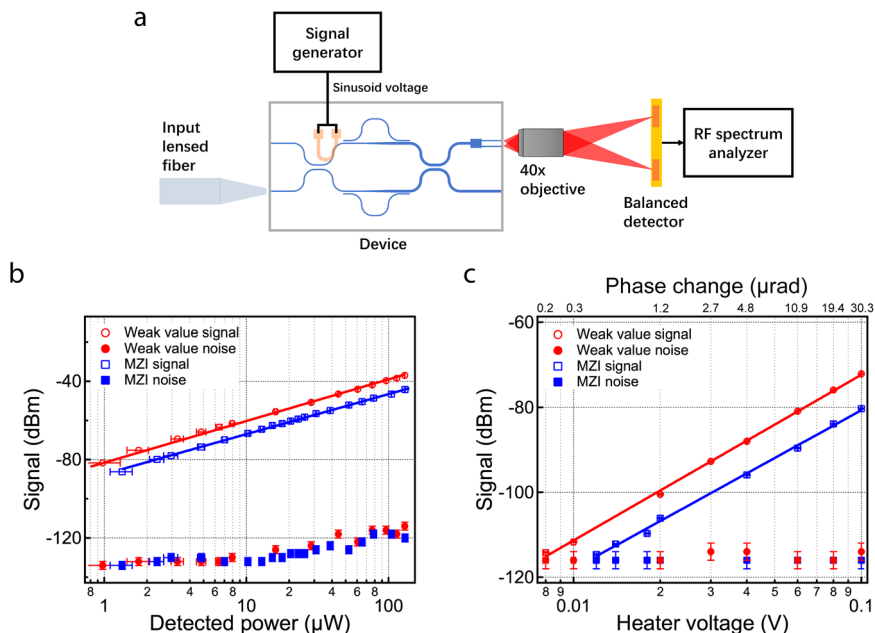 a
Signal
generator
Sinusoid voltage
Input
lensed
fiber
40x
objective
Balanced
detector
RF spectrum
analyzer
Device
b
Weak value signal
Weak value noise
MZI signal
MZI noise
-40
-80
-120
Signal (dBm)
8 2 4 6 8 2 4 6 8
1 10 100
Detected power (µW)
c
Phase change (µrad)
0.2 0.3 1.2 2.7 4.8 10.9 19.4 30.3
Weak value signal
Weak value noise
MZI signal
MZI noise
-60
-80
-100
-120
Signal (dBm)
8 9 2 3 4 5 6 7 8 9
0.01 0.1
Heater voltage (V)